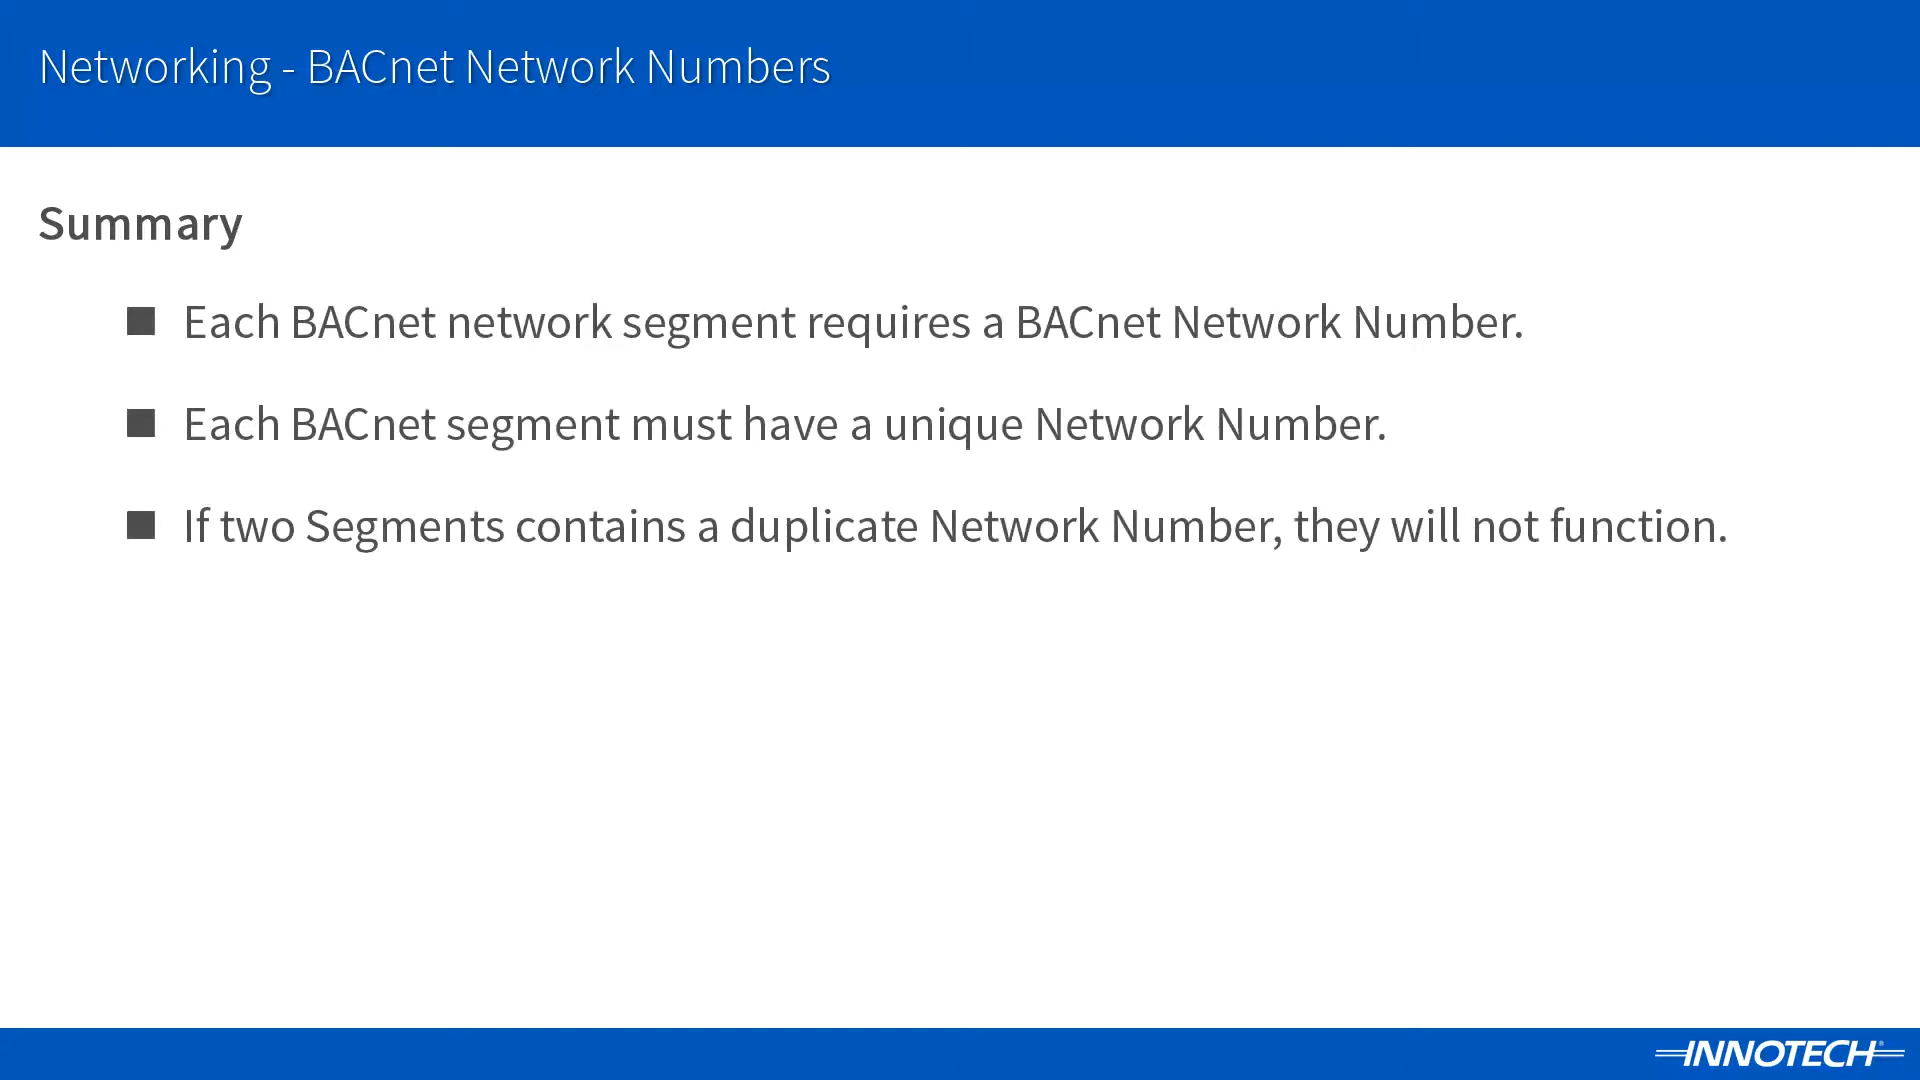 Networking - BACnet Network Numbers
Summary
Each BACnet network segment requires a BACnet Network Number.
Each BACnet segment must have a unique Network Number.
If two Segments contains a duplicate Network Number, they will not function.
INNOTECH®